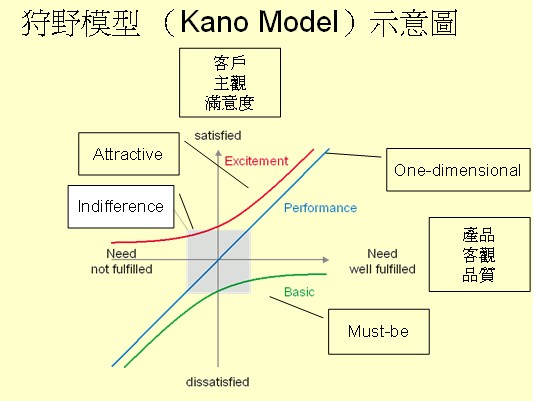 狩野模型 （Kano Model）示意圖
客戶
主觀
滿意度
satisfied
Attractive
Excitement
One-dimensional
Indifference
Performance
產品
客觀
品質
Need
not fulfilled
Need
well fulfilled
Basic
Must-be
dissatisfied